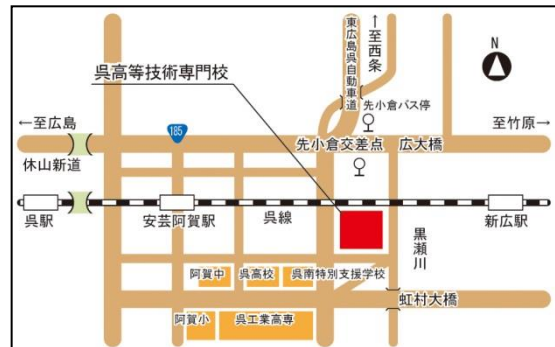 東広島呉自動車道
↑至西条
N
呉高等技術専門校
先小倉バス停
←至広島
185
至竹原→
先小倉交差点
広大橋
休山新道
呉駅
安芸阿賀駅
呉線
新広駅
黒瀬川
阿賀中
呉高校
呉南特別支援学校
虹村大橋
阿賀小
呉工業高専